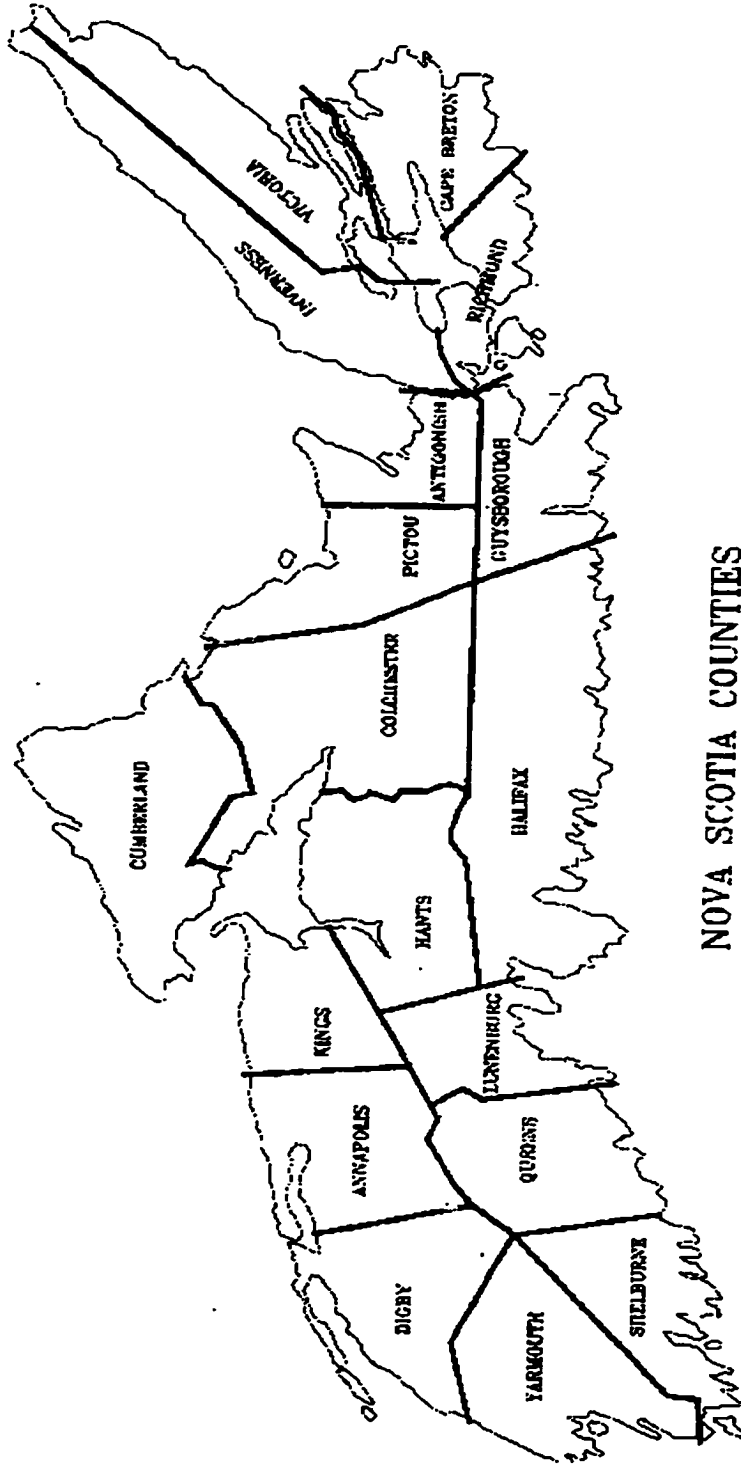 CUMBERLAND
INVERNESS
VICTORIA
CAPE BRETON
RICHMOND
ANTIGONISH
GUYSBOROUGH
PICTOU
COLCHESTER
HALIFAX
HANTS
KINGS
LUNENBURG
ANNAPOLIS
QUEENS
DIGBY
YARMOUTH
SHELBURNE
NOVA SCOTIA COUNTIES